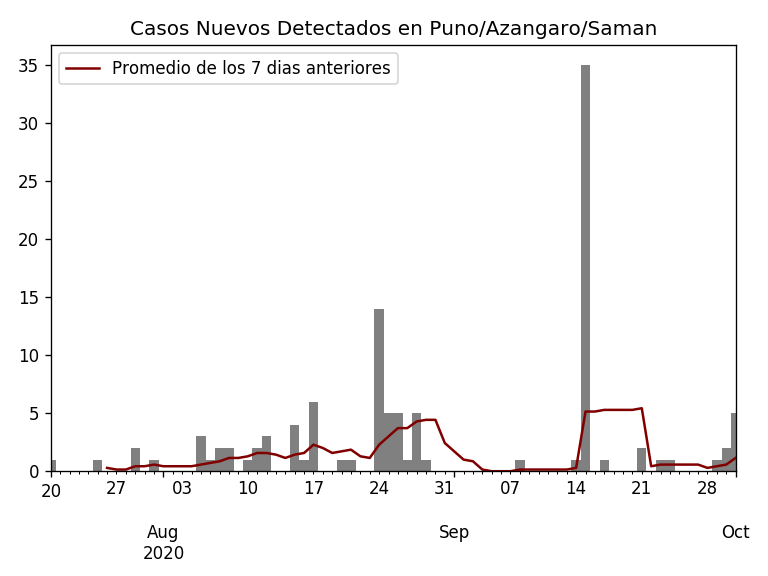 Casos Nuevos Detectados en Puno/Azangaro/Saman
Promedio de los 7 dias anteriores
35
30
25
20
15
10
5
0
20 27 03 10 17 24 31 07 14 21 28
Aug Sep Oct
2020